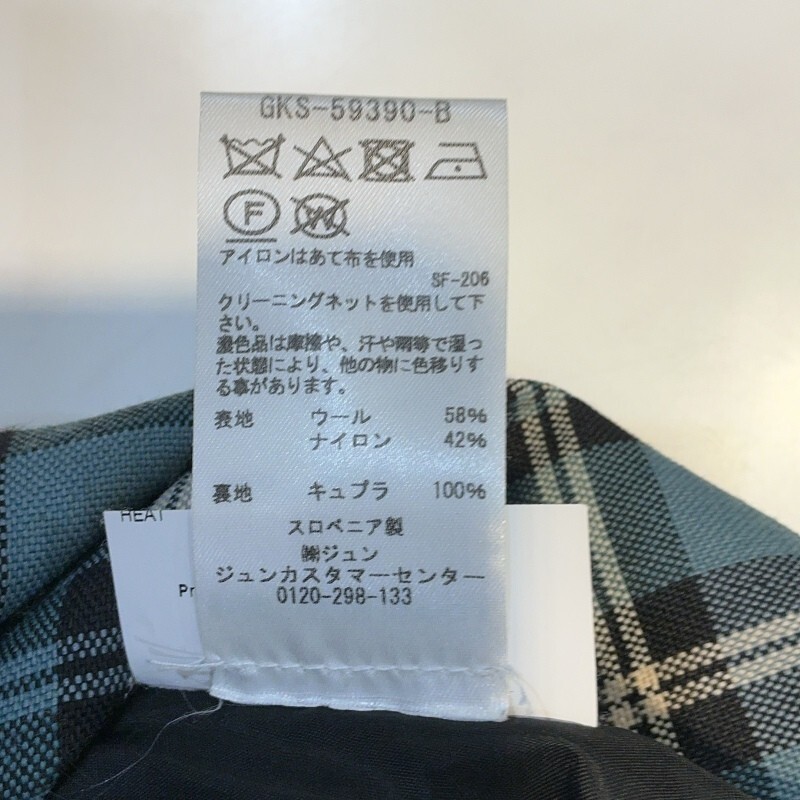 GKS-59390-B
F
W
アイロンはあて布を使用
SF-206
クリーニングネットを使用して下
さい。
濃色品は摩擦や、汗や雨等で湿っ
た状態により、他の物に色移りす
る事があります。
表地 ウール 58%
ナイロン 42%
裏地 キュプラ 100%
スロベニア製
㈱ジュン
ジュンカスタマーセンター
0120-298-133
HEAT
Pr